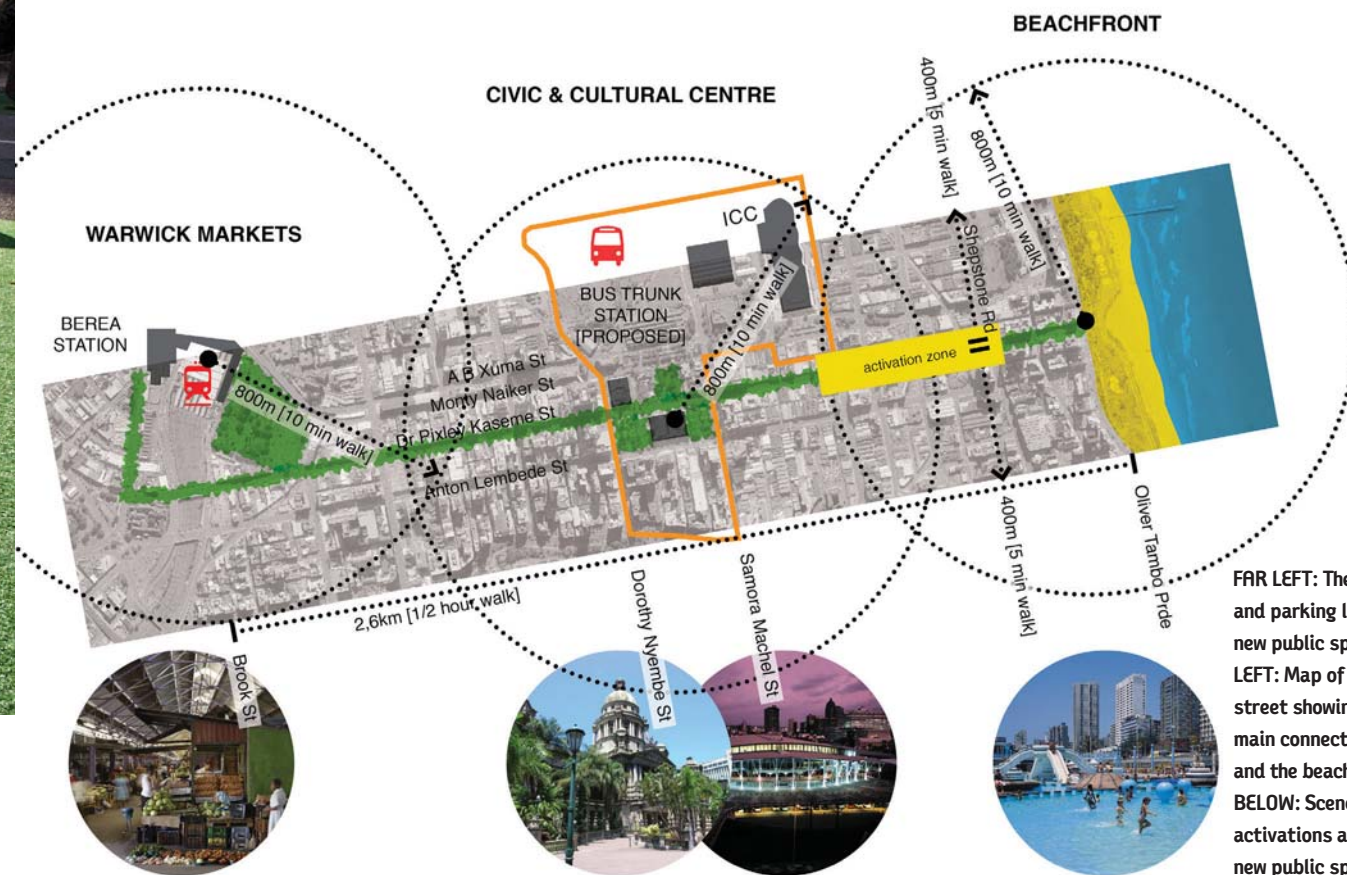 BEACHFRONT
CIVIC & CULTURAL CENTRE
WARWICK MARKETS
400m [5 min walk]
800m [10 min walk]
ICC
Shepstone Rd
800m [10 min walk]
BUS TRUNK
STATION
[PROPOSED]
BEREA
STATION
activation zone
A B Xuma St
Monty Naiker St
Dr Pixley Kaseme St
Anton Lembede St
800m [10 min walk]
400m [5 min walk]
Oliver Tambo Prde
Samora Machel St
Dorothy Nyembe St
2,6km [1/2 hour walk]
Brook St
FAR LEFT: The
and parking l
new public sp
LEFT: Map of
street showin
main connect
and the beach
BELOW: Scene
activations a
new public sp